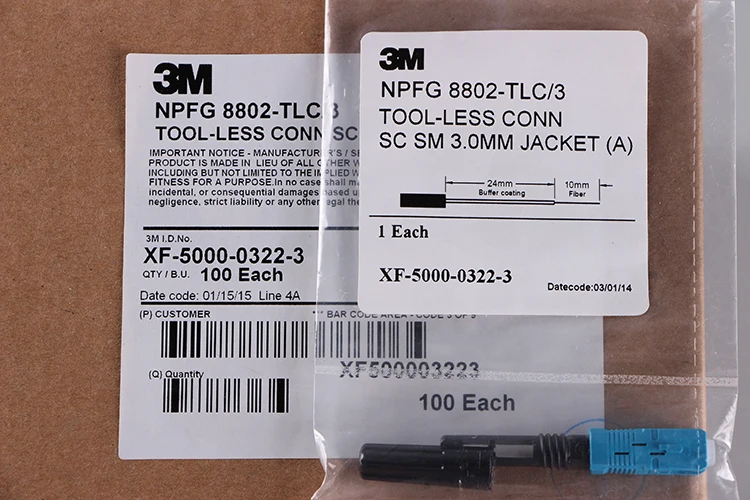 3M
NPFG 8802-TLC/3
TOOL-LESS CONN SC
IMPORTANT NOTICE - MANUFACTURER'S / SE
PRODUCT IS MADE IN LIEU OF ALL OTHER W
INCLUDING BUT NOT LIMITED TO THE IMPLIED W
FITNESS FOR A PURPOSE.In no case shall ma
incidental, or consequential damages based up
negligence, strict liability or any other legal the
3M I.D.No.
XF-5000-0322-3
QTY / B.U. 100 Each
Date code: 01/15/15 Line 4A
(P) CUSTOMER *** BAR CODE AREA - CODE 3 OF 9
XF500003223
(Q) Quantity
100 Each
3M
NPFG 8802-TLC/3
TOOL-LESS CONN
SC SM 3.0MM JACKET (A)
24mm 10mm
Buffer coating Fiber
1 Each
XF-5000-0322-3
Datecode:03/01/14